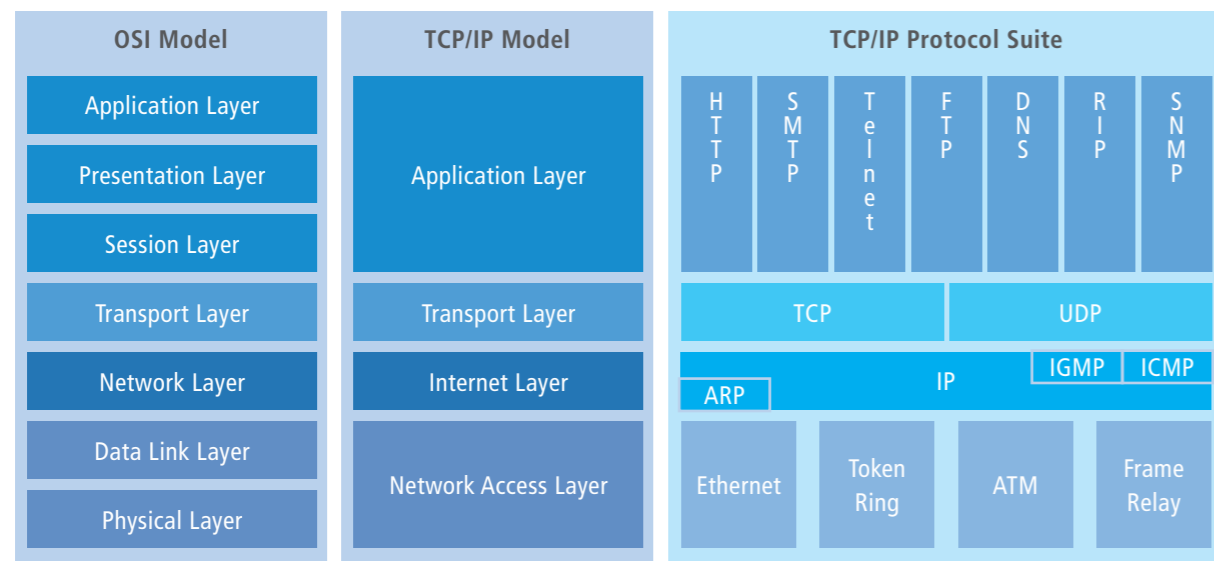 OSI Model
Application Layer
Presentation Layer
Session Layer
Transport Layer
Network Layer
Data Link Layer
Physical Layer
TCP/IP Model
Application Layer
Transport Layer
Internet Layer
Network Access Layer
TCP/IP Protocol Suite
HTTP
SMTP
Telnet
FTP
DNS
RIP
SNMP
TCP
UDP
IP
IGMP
ICMP
ARP
Ethernet
Token
Ring
ATM
Frame
Relay